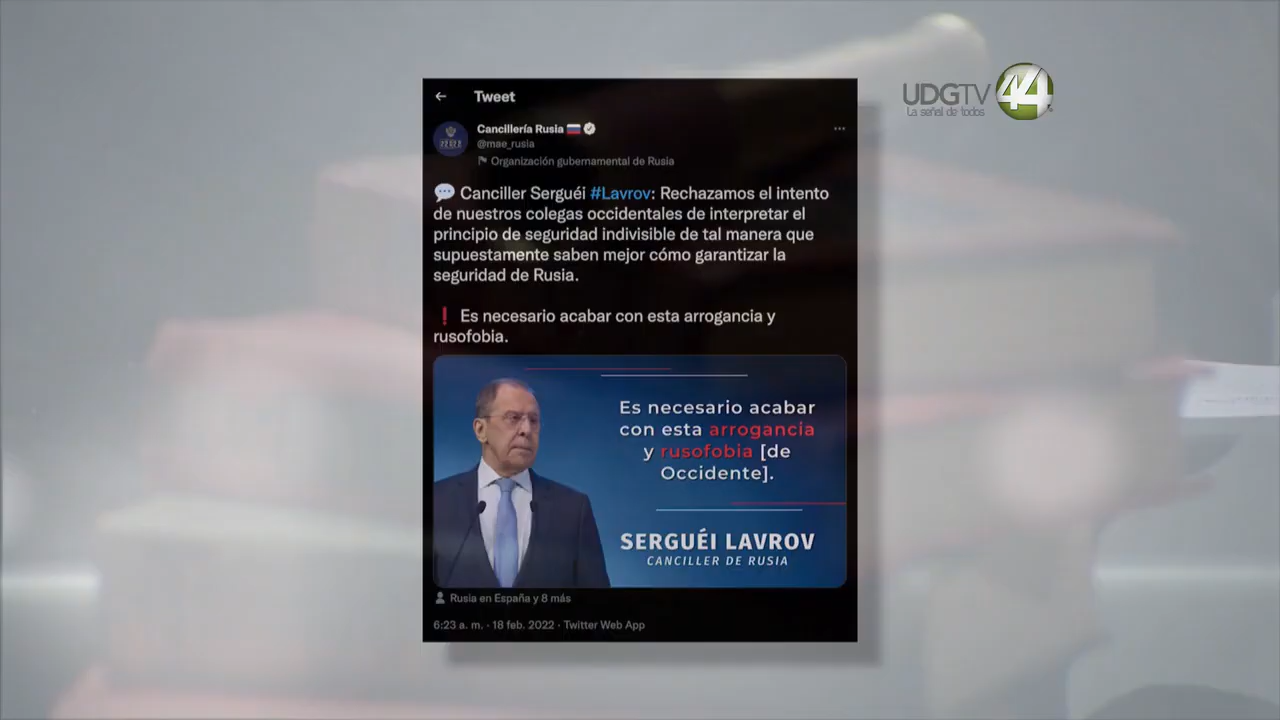 UDGTV 44
La señal de todos
Tweet
Cancillería Rusia
@mae_rusia
Organización gubernamental de Rusia
Canciller Serguéi #Lavrov: Rechazamos el intento
de nuestros colegas occidentales de interpretar el
principio de seguridad indivisible de tal manera que
supuestamente saben mejor cómo garantizar la
seguridad de Rusia.
❗ Es necesario acabar con esta arrogancia y
rusofobia.
Es necesario acabar
con esta arrogancia
y rusofobia [de
Occidente].
SERGUÉI LAVROV
CANCILLER DE RUSIA
Rusia en España y 8 más
6:23 a. m. · 18 feb. 2022 · Twitter Web App